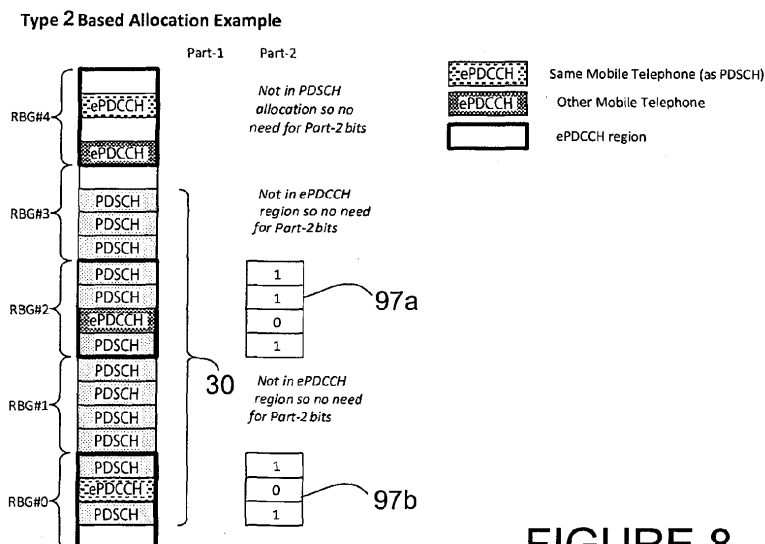 Type 2 Based Allocation Example
Part-1 Part-2
RBG#4
ePDCCH
ePDCCH
Not in PDSCH
allocation so no
need for Part-2 bits
ePDCCH Same Mobile Telephone (as PDSCH)
ePDCCH Other Mobile Telephone
ePDCCH region
RBG#3
PDSCH
PDSCH
PDSCH
Not in ePDCCH
region so no need
for Part-2 bits
RBG#2
PDSCH
PDSCH
ePDCCH
PDSCH
1
1
0
1
97a
30
RBG#1
PDSCH
PDSCH
PDSCH
PDSCH
Not in ePDCCH
region so no need
for Part-2 bits
RBG#0
PDSCH
ePDCCH
PDSCH
1
0
1
97b
FIGURE 8